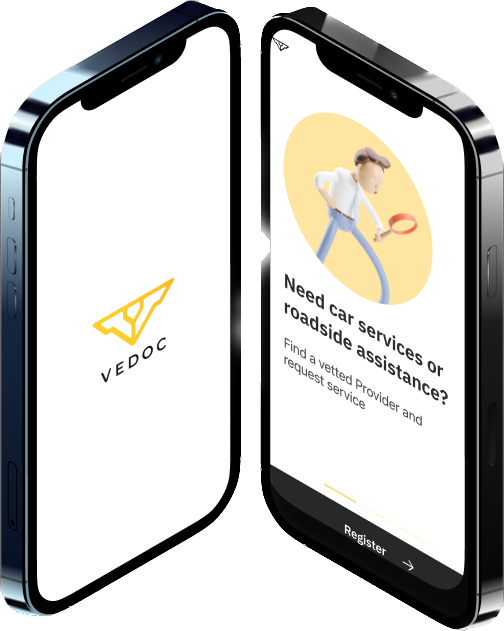 VEDOC
Need car services or
roadside assistance?
Find a vetted Provider and
request service
Register